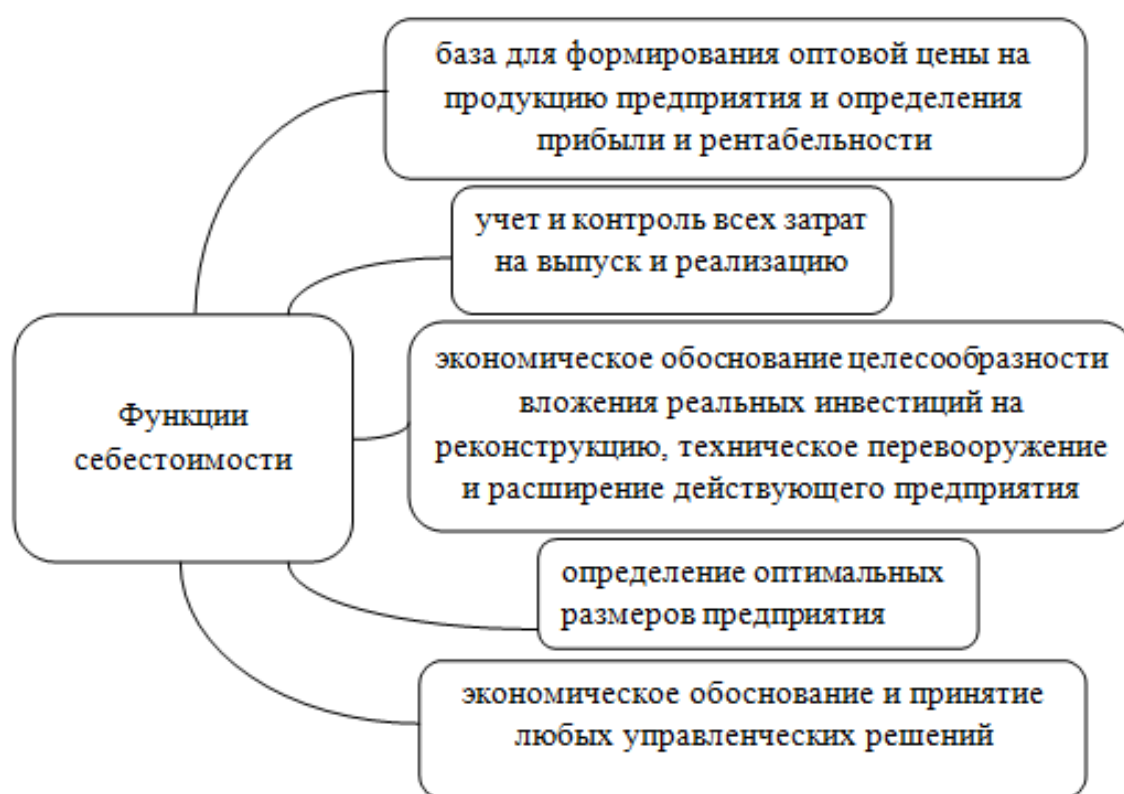 база для формирования оптовой цены на
продукцию предприятия и определения
прибыли и рентабельности
учет и контроль всех затрат
на выпуск и реализацию
Функции
себестоимости
экономическое обоснование целесообразности
вложения реальных инвестиций на
реконструкцию, техническое перевооружение
и расширение действующего предприятия
определение оптимальных
размеров предприятия
экономическое обоснование и принятие
любых управленческих решений